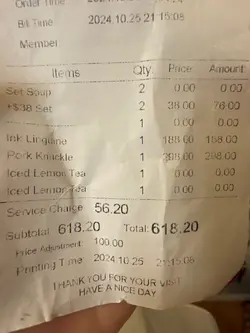 Order Time
Bill Time 2024.10.25 21:15:08
Member
Items Qty. Price Amount
Set Soup 2 0.00 0.00
+$38 Set 2 38.00 76.00
1 0.00 0.00
Ink Linguine 1 188.00 188.00
Pork Knuckle 1 298.00 298.00
Iced Lemon Tea 1 0.00 0.00
Iced Lemon Tea 1 0.00 0.00
Service Charge 56.20
Subtotal 618.20 Total: 618.20
Price Adjustment: 100.00
Printing Time 2024.10.25 21:15:08
THANK YOU FOR YOUR VISIT
HAVE A NICE DAY